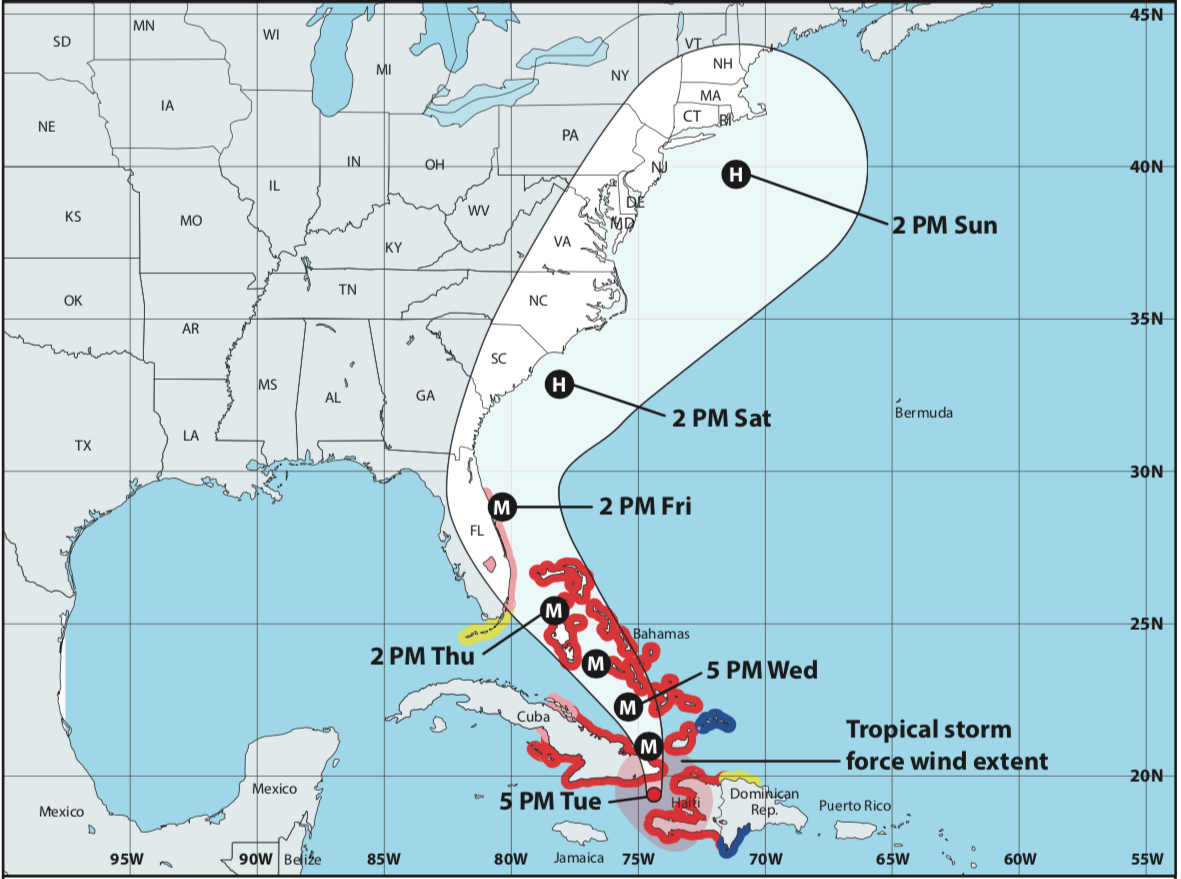 45N
MN
SD
WI
VT
MI
NY
NH
IA
MA
CT
RI
NE
PA
IN
OH
40N
NJ
H
IL
DE
WV
KS
MO
MD
2 PM Sun
VA
KY
TN
OK
NC
35N
AR
SC
H
MS
AL
GA
2 PM Sat
Bermuda
TX
LA
30N
M
2 PM Fri
FL
M
25N
Bahamas
2 PM Thu
M
5 PM Wed
M
Cuba
Tropical storm
force wind extent
M
20N
Mexico
5 PM Tue
Haiti
Dominican
Rep.
Puerto Rico
Mexico
95W
90W
Belize
85W
80W
Jamaica
75W
70W
65W
60W
55W